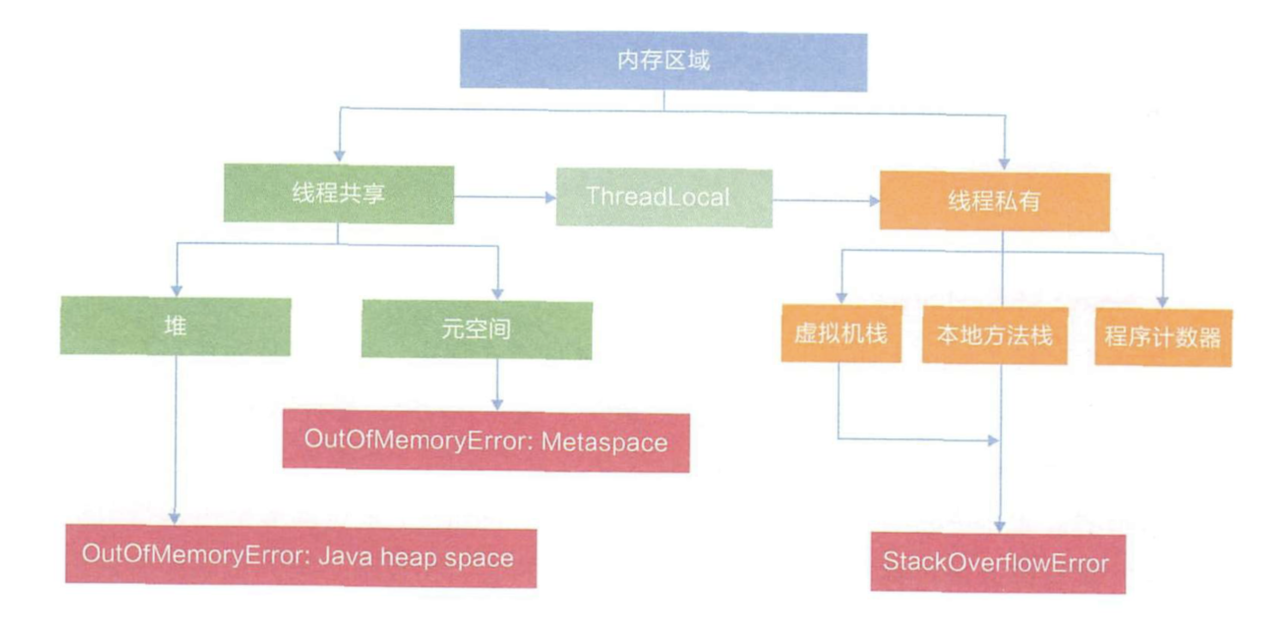 内存区域
线程共享
ThreadLocal
线程私有
堆
元空间
虚拟机栈
本地方法栈
程序计数器
OutOfMemoryError: Metaspace
OutOfMemoryError: Java heap space
StackOverflowError